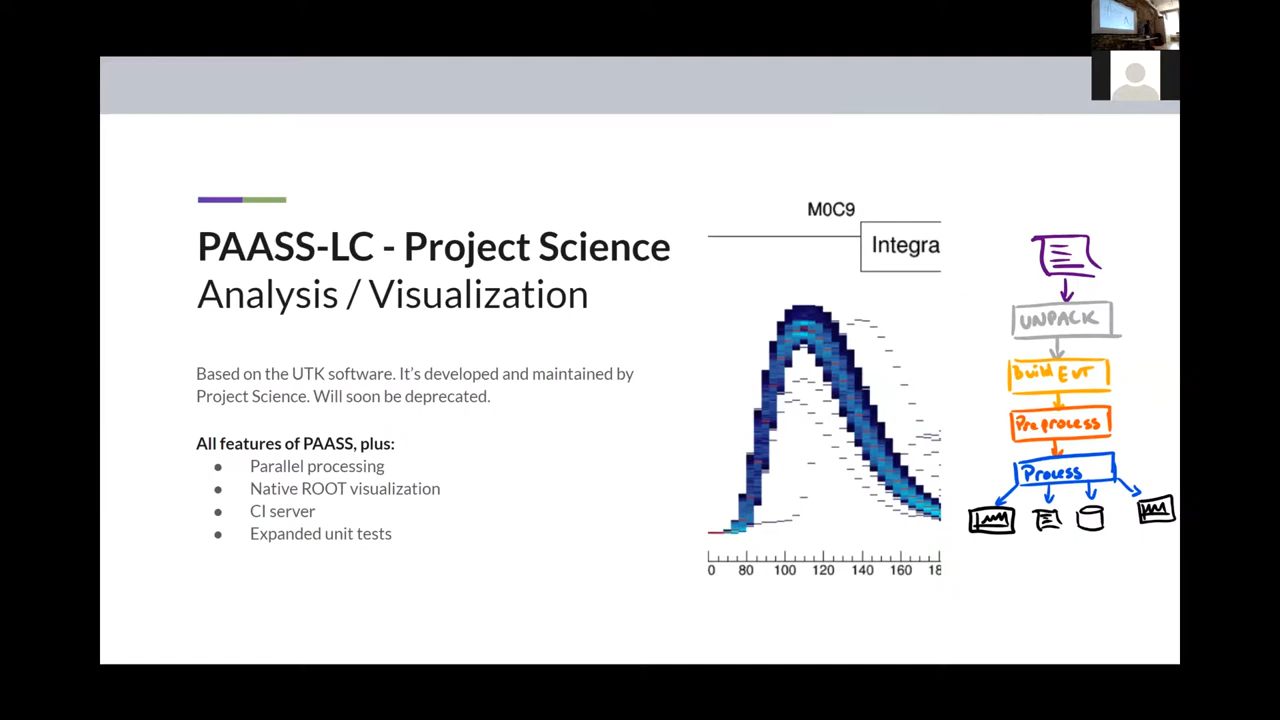 PAASS-LC - Project Science
Analysis / Visualization
Based on the UTK software. It's developed and maintained by
Project Science. Will soon be deprecated.
All features of PAASS, plus:
● Parallel processing
● Native ROOT visualization
● CI server
● Expanded unit tests
M0C9
Integra
0 80 100 120 140 160 18
UNPACK
Build EVT
Preprocess
Process